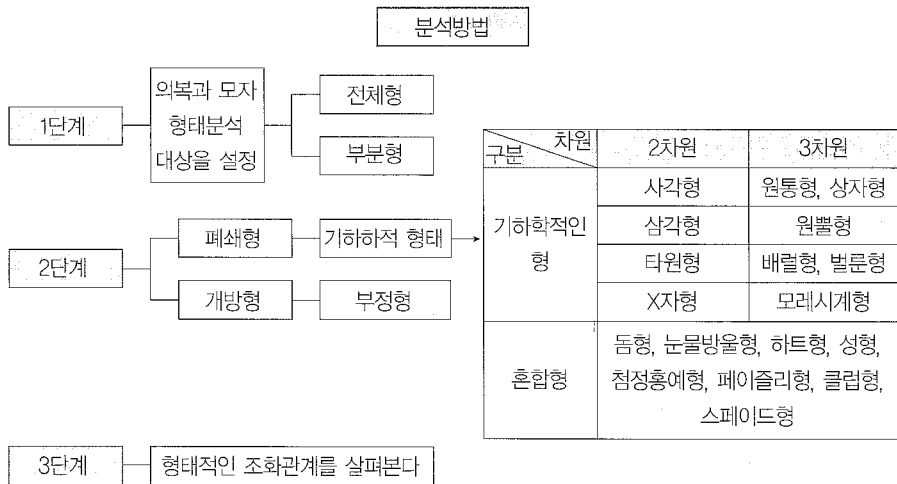 분석방법
1단계
의복과 모자
형태분석
대상을 설정
전체형
부분형
2단계
폐쇄형
기하하적 형태
개방형
부정형
구분 차원
2차원
3차원
기하학적인
형
사각형
원통형, 상자형
삼각형
원뿔형
타원형
배럴형, 벌룬형
X자형
모레시계형
혼합형
돔형, 눈물방울형, 하트형, 성형,
첨정홍예형, 페이즐리형, 클럽형,
스페이드형
3단계
형태적인 조화관계를 살펴본다